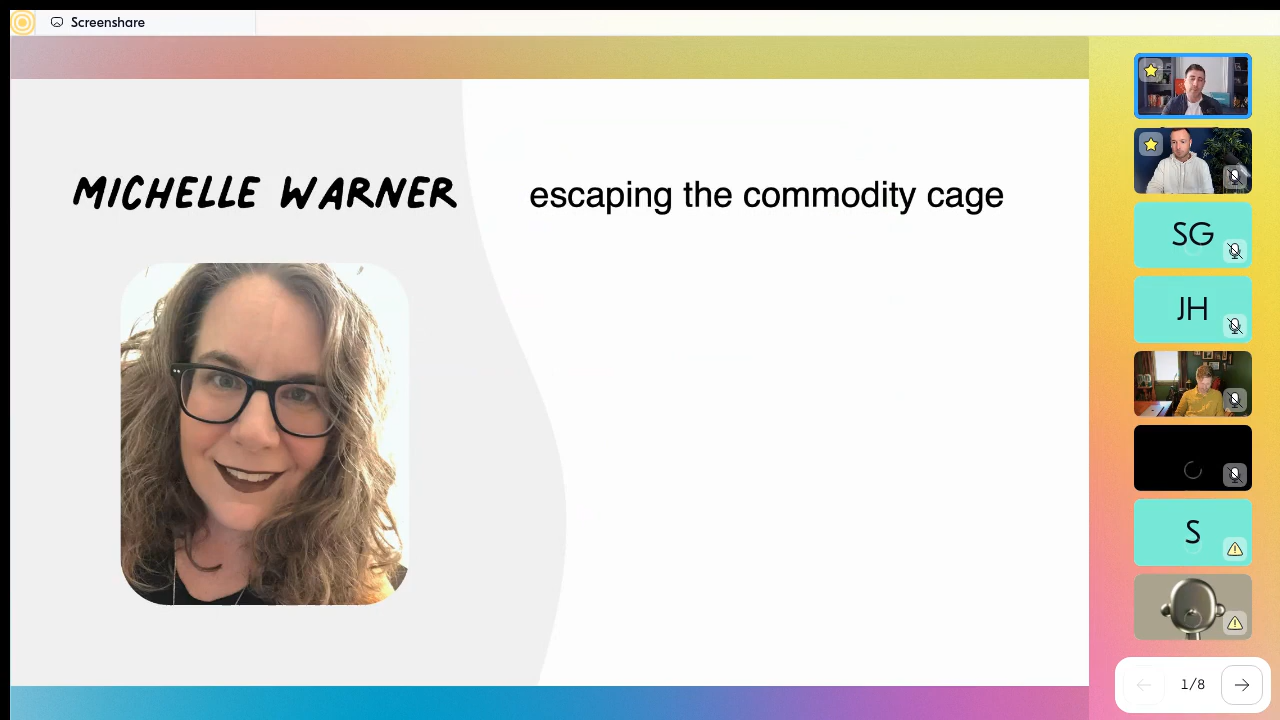 Screenshare
MICHELLE WARNER
escaping the commodity cage
SG
JH
S
1/8